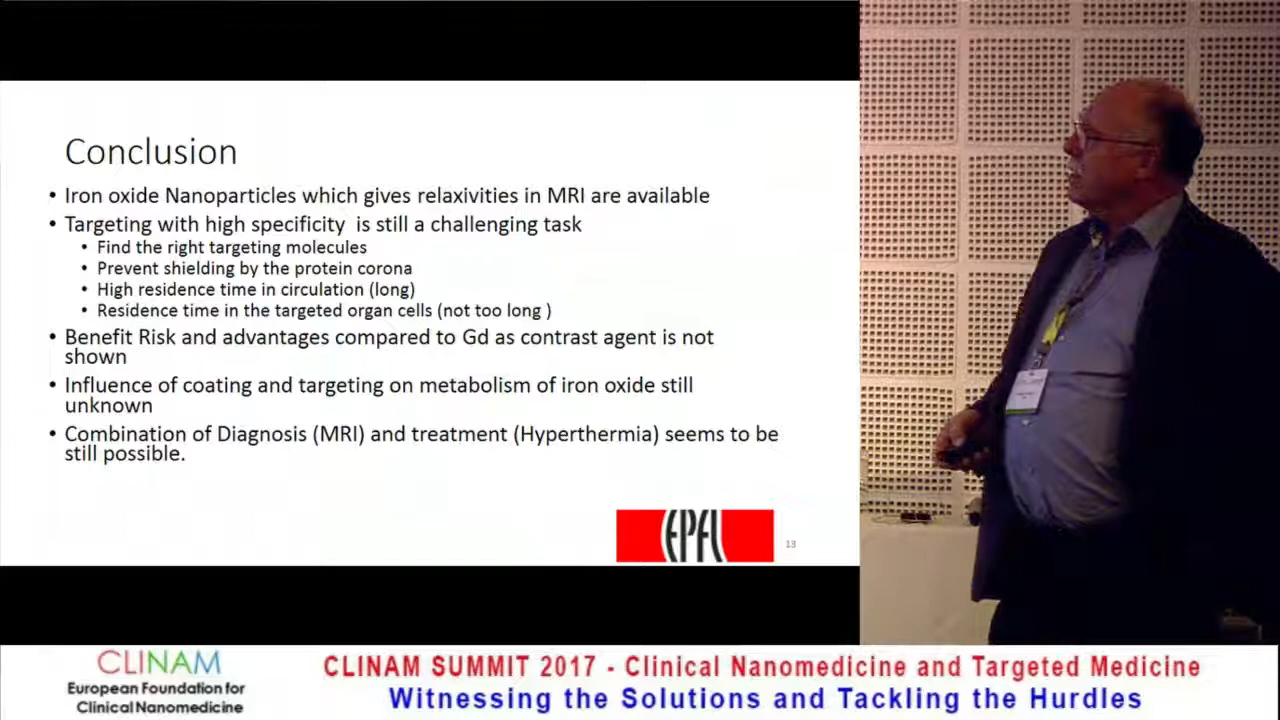 Conclusion
• Iron oxide Nanoparticles which gives relaxivities in MRI are available
• Targeting with high specificity is still a challenging task
• Find the right targeting molecules
• Prevent shielding by the protein corona
• High residence time in circulation (long)
• Residence time in the targeted organ cells (not too long )
• Benefit Risk and advantages compared to Gd as contrast agent is not
shown
• Influence of coating and targeting on metabolism of iron oxide still
unknown
• Combination of Diagnosis (MRI) and treatment (Hyperthermia) seems to be
still possible.
EPFL
13
CLINAM
European Foundation for
Clinical Nanomedicine
CLINAM SUMMIT 2017 - Clinical Nanomedicine and Targeted Medicine
Witnessing the Solutions and Tackling the Hurdles